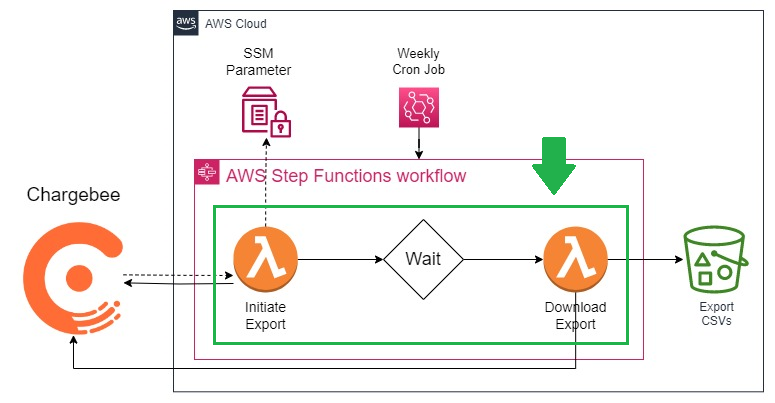 aws
AWS Cloud
SSM
Parameter
Weekly
Cron Job
AWS Step Functions workflow
Chargebee
Wait
Initiate
Export
Download
Export
Export
CSVs